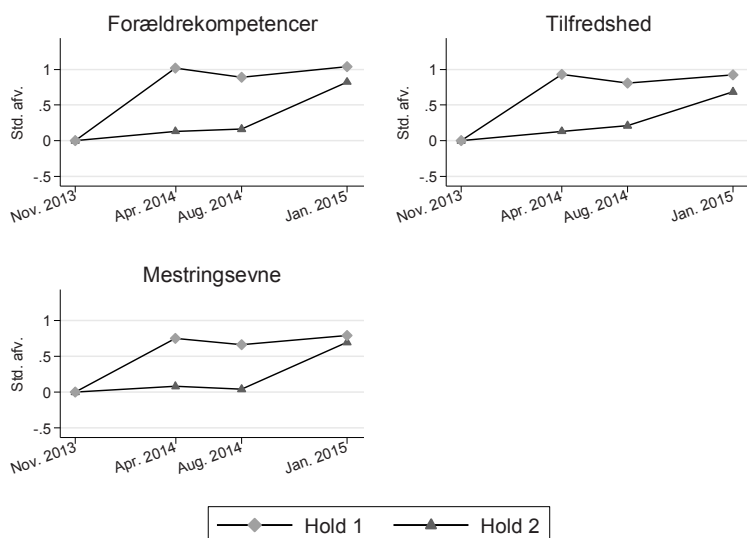 Forældrekompetencer
Std. afv.
1
.5
0
-.5
Nov. 2013
Apr. 2014
Aug. 2014
Jan. 2015
Tilfredshed
Std. afv.
1
.5
0
-.5
Nov. 2013
Apr. 2014
Aug. 2014
Jan. 2015
Mestringsevne
Std. afv.
1
.5
0
-.5
Nov. 2013
Apr. 2014
Aug. 2014
Jan. 2015
Hold 1 Hold 2